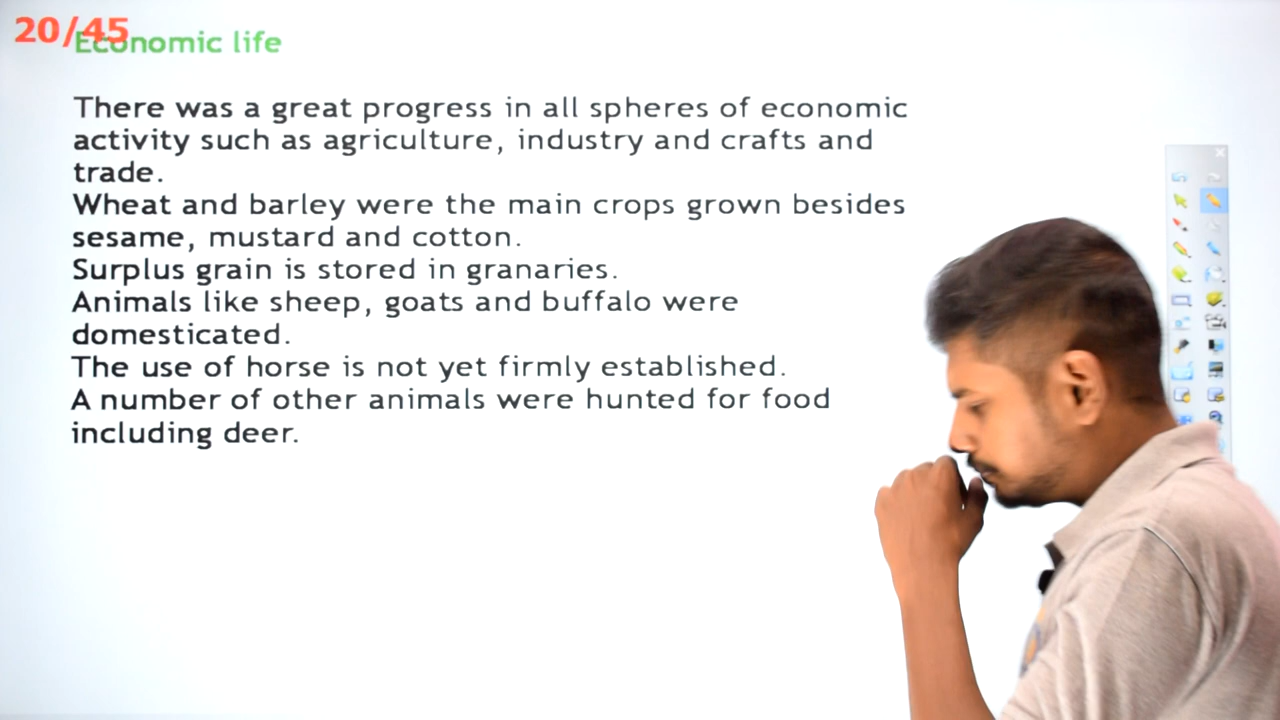 20/45
Economic life
There was a great progress in all spheres of economic
activity such as agriculture, industry and crafts and
trade.
Wheat and barley were the main crops grown besides
sesame, mustard and cotton.
Surplus grain is stored in granaries.
Animals like sheep, goats and buffalo were
domesticated.
The use of horse is not yet firmly established.
A number of other animals were hunted for food
including deer.